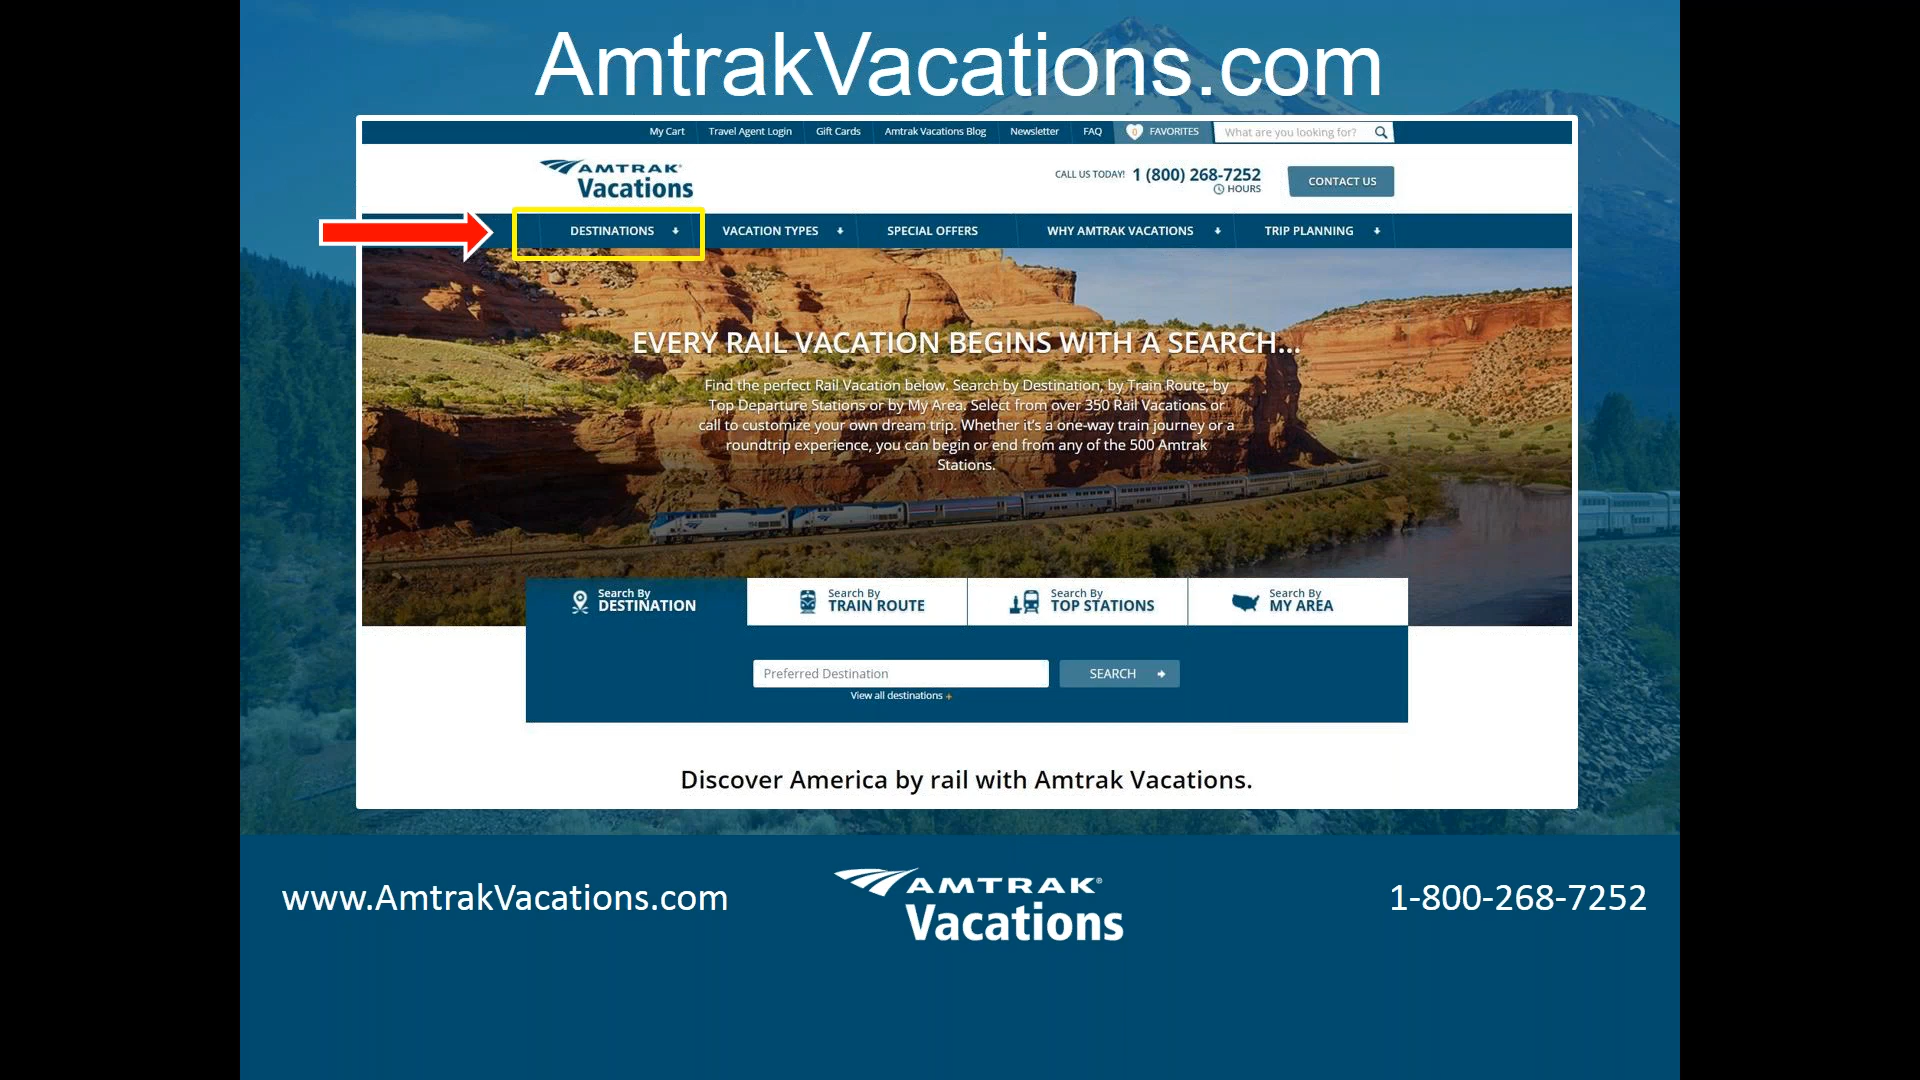 AmtrakVacations.com
My Cart Travel Agent Login Gift Cards Amtrak Vacations Blog Newsletter FAQ 0 FAVORITES What are you looking for?
AMTRAK®
Vacations
CALL US TODAY! 1 (800) 268-7252
HOURS
CONTACT US
DESTINATIONS VACATION TYPES SPECIAL OFFERS WHY AMTRAK VACATIONS TRIP PLANNING
EVERY RAIL VACATION BEGINS WITH A SEARCH...
Find the perfect Rail Vacation below. Search by Destination, by Train Route, by
Top Departure Stations or by My Area. Select from over 350 Rail Vacations or
call to customize your own dream trip. Whether it's a one-way train journey or a
roundtrip experience, you can begin or end from any of the 500 Amtrak
Stations.
Search By
DESTINATION
Search By
TRAIN ROUTE
Search By
TOP STATIONS
Search By
MY AREA
Preferred Destination
SEARCH
View all destinations +
Discover America by rail with Amtrak Vacations.
www.AmtrakVacations.com
AMTRAK®
Vacations
1-800-268-7252